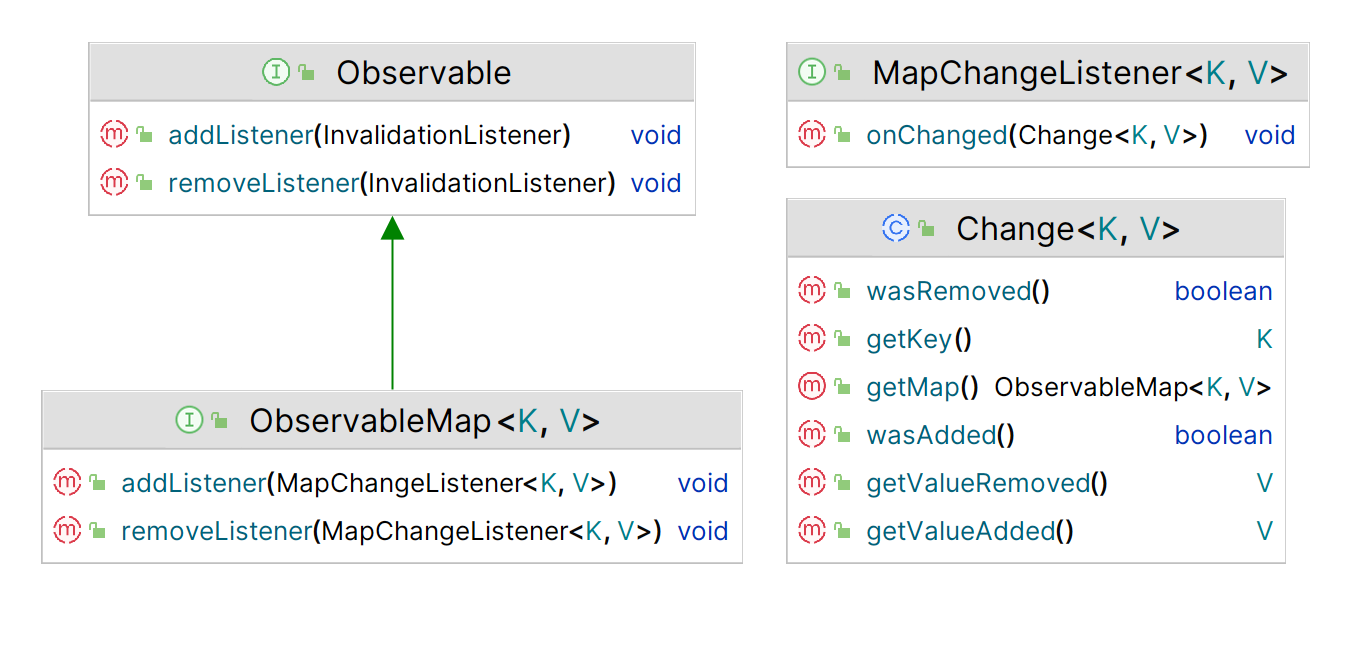 I Observable
m addListener(InvalidationListener) void
m removeListener(InvalidationListener) void
I ObservableMap<K, V>
m addListener(MapChangeListener<K, V>) void
m removeListener(MapChangeListener<K, V>) void
I MapChangeListener<K, V>
m onChanged(Change<K, V>) void
C Change<K, V>
m wasRemoved() boolean
m getKey() K
m getMap() ObservableMap<K, V>
m wasAdded() boolean
m getValueRemoved() V
m getValueAdded() V